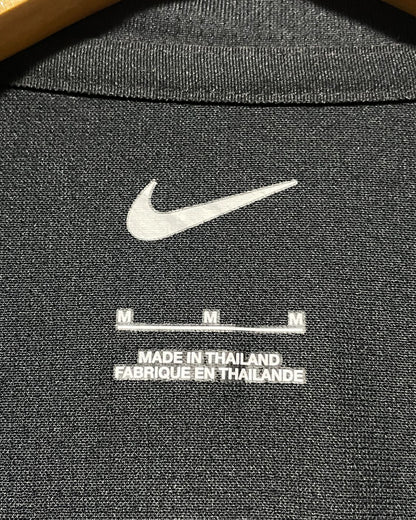 M M M
MADE IN THAILAND
FABRIQUE EN THAILANDE